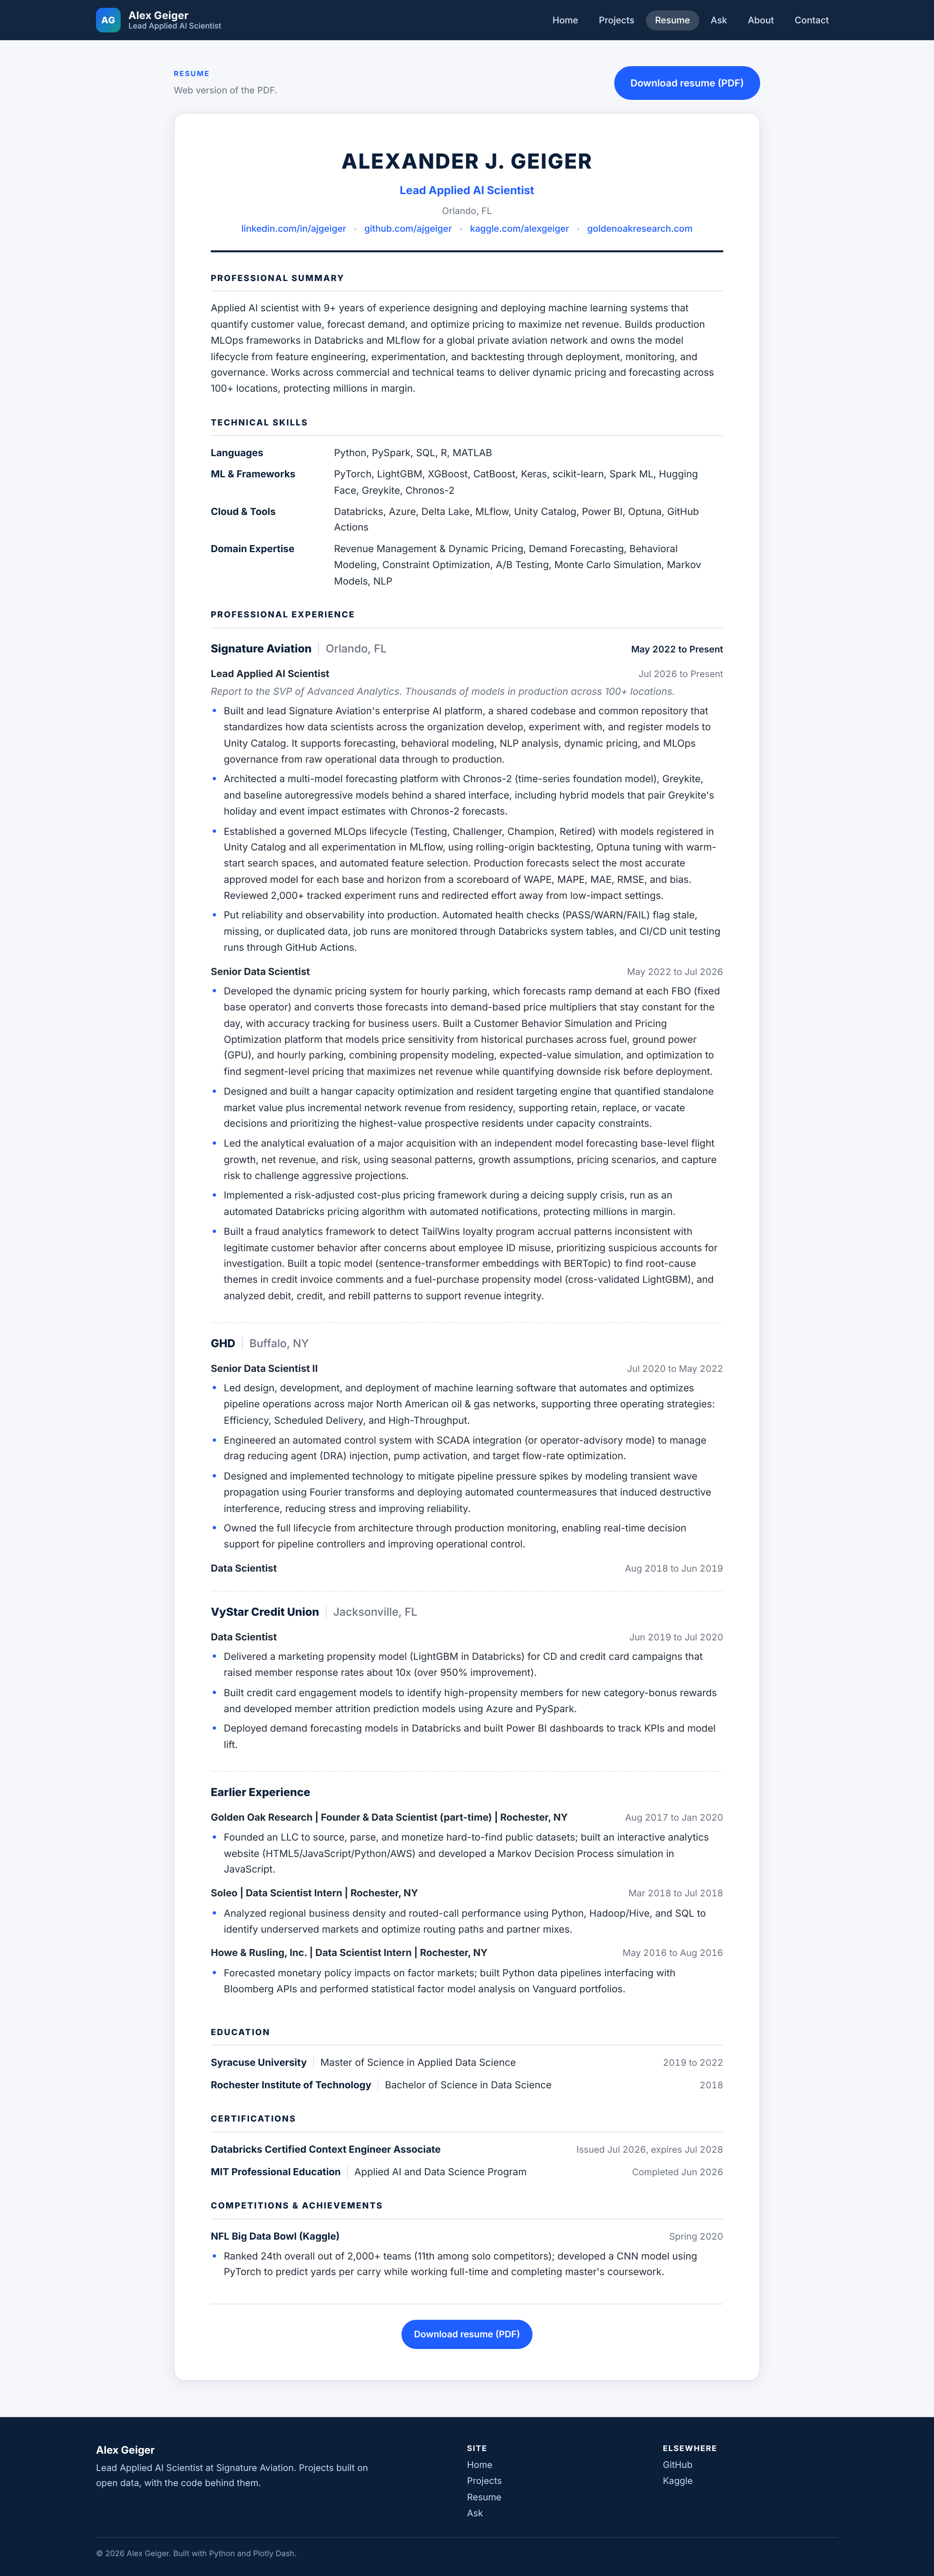 AG
Alex Geiger
Lead Applied AI Scientist
Home Projects Resume Ask About Contact
RESUME
Web version of the PDF.
Download resume (PDF)
ALEXANDER J. GEIGER
Lead Applied AI Scientist
Orlando, FL
linkedin.com/in/ajgeiger • github.com/ajgeiger • kaggle.com/alexgeiger • goldenoakresearch.com
PROFESSIONAL SUMMARY
Applied AI scientist with 9+ years of experience designing and deploying machine learning systems that
quantify customer value, forecast demand, and optimize pricing to maximize net revenue. Builds production
MLOps frameworks in Databricks and MLflow for a global private aviation network and owns the model
lifecycle from feature engineering, experimentation, and backtesting through deployment, monitoring, and
governance. Works across commercial and technical teams to deliver dynamic pricing and forecasting across
100+ locations, protecting millions in margin.
TECHNICAL SKILLS
Languages Python, PySpark, SQL, R, MATLAB
ML & Frameworks PyTorch, LightGBM, XGBoost, CatBoost, Keras, scikit-learn, Spark ML, Hugging
Face, Greykite, Chronos-2
Cloud & Tools Databricks, Azure, Delta Lake, MLflow, Unity Catalog, Power BI, Optuna, GitHub
Actions
Domain Expertise Revenue Management & Dynamic Pricing, Demand Forecasting, Behavioral
Modeling, Constraint Optimization, A/B Testing, Monte Carlo Simulation, Markov
Models, NLP
PROFESSIONAL EXPERIENCE
Signature Aviation | Orlando, FL May 2022 to Present
Lead Applied AI Scientist Jul 2026 to Present
Report to the SVP of Advanced Analytics. Thousands of models in production across 100+ locations.
• Built and lead Signature Aviation's enterprise AI platform, a shared codebase and common repository that
standardizes how data scientists across the organization develop, experiment with, and register models to
Unity Catalog. It supports forecasting, behavioral modeling, NLP analysis, dynamic pricing, and MLOps
governance from raw operational data through to production.
• Architected a multi-model forecasting platform with Chronos-2 (time-series foundation model), Greykite,
and baseline autoregressive models behind a shared interface, including hybrid models that pair Greykite's
holiday and event impact estimates with Chronos-2 forecasts.
• Established a governed MLOps lifecycle (Testing, Challenger, Champion, Retired) with models registered in
Unity Catalog and all experimentation in MLflow, using rolling-origin backtesting, Optuna tuning with warm-
start search spaces, and automated feature selection. Production forecasts select the most accurate
approved model for each base and horizon from a scoreboard of WAPE, MAPE, MAE, RMSE, and bias.
Reviewed 2,000+ tracked experiment runs and redirected effort away from low-impact settings.
• Put reliability and observability into production. Automated health checks (PASS/WARN/FAIL) flag stale,
missing, or duplicated data, job runs are monitored through Databricks system tables, and CI/CD unit testing
runs through GitHub Actions.
Senior Data Scientist May 2022 to Jul 2026
• Developed the dynamic pricing system for hourly parking, which forecasts ramp demand at each FBO (fixed
base operator) and converts those forecasts into demand-based price multipliers that stay constant for the
day, with accuracy tracking for business users. Built a Customer Behavior Simulation and Pricing
Optimization platform that models price sensitivity from historical purchases across fuel, ground power
(GPU), and hourly parking, combining propensity modeling, expected-value simulation, and optimization to
find segment-level pricing that maximizes net revenue while quantifying downside risk before deployment.
• Designed and built a hangar capacity optimization and resident targeting engine that quantified standalone
market value plus incremental network revenue from residency, supporting retain, replace, or vacate
decisions and prioritizing the highest-value prospective residents under capacity constraints.
• Led the analytical evaluation of a major acquisition with an independent model forecasting base-level flight
growth, net revenue, and risk, using seasonal patterns, growth assumptions, pricing scenarios, and capture
risk to challenge aggressive projections.
• Implemented a risk-adjusted cost-plus pricing framework during a deicing supply crisis, run as an
automated Databricks pricing algorithm with automated notifications, protecting millions in margin.
• Built a fraud analytics framework to detect TailWins loyalty program accrual patterns inconsistent with
legitimate customer behavior after concerns about employee ID misuse, prioritizing suspicious accounts for
investigation. Built a topic model (sentence-transformer embeddings with BERTopic) to find root-cause
themes in credit invoice comments and a fuel-purchase propensity model (cross-validated LightGBM), and
analyzed debit, credit, and rebill patterns to support revenue integrity.
GHD | Buffalo, NY
Senior Data Scientist II Jul 2020 to May 2022
• Led design, development, and deployment of machine learning software that automates and optimizes
pipeline operations across major North American oil & gas networks, supporting three operating strategies:
Efficiency, Scheduled Delivery, and High-Throughput.
• Engineered an automated control system with SCADA integration (or operator-advisory mode) to manage
drag reducing agent (DRA) injection, pump activation, and target flow-rate optimization.
• Designed and implemented technology to mitigate pipeline pressure spikes by modeling transient wave
propagation using Fourier transforms and deploying automated countermeasures that induced destructive
interference, reducing stress and improving reliability.
• Owned the full lifecycle from architecture through production monitoring, enabling real-time decision
support for pipeline controllers and improving operational control.
Data Scientist Aug 2018 to Jun 2019
VyStar Credit Union | Jacksonville, FL
Data Scientist Jun 2019 to Jul 2020
• Delivered a marketing propensity model (LightGBM in Databricks) for CD and credit card campaigns that
raised member response rates about 10x (over 950% improvement).
• Built credit card engagement models to identify high-propensity members for new category-bonus rewards
and developed member attrition prediction models using Azure and PySpark.
• Deployed demand forecasting models in Databricks and built Power BI dashboards to track KPIs and model
lift.
Earlier Experience
Golden Oak Research | Founder & Data Scientist (part-time) | Rochester, NY Aug 2017 to Jan 2020
• Founded an LLC to source, parse, and monetize hard-to-find public datasets; built an interactive analytics
website (HTML5/JavaScript/Python/AWS) and developed a Markov Decision Process simulation in
JavaScript.
Soleo | Data Scientist Intern | Rochester, NY Mar 2018 to Jul 2018
• Analyzed regional business density and routed-call performance using Python, Hadoop/Hive, and SQL to
identify underserved markets and optimize routing paths and partner mixes.
Howe & Rusling, Inc. | Data Scientist Intern | Rochester, NY May 2016 to Aug 2016
• Forecasted monetary policy impacts on factor markets; built Python data pipelines interfacing with
Bloomberg APIs and performed statistical factor model analysis on Vanguard portfolios.
EDUCATION
Syracuse University | Master of Science in Applied Data Science 2019 to 2022
Rochester Institute of Technology | Bachelor of Science in Data Science 2018
CERTIFICATIONS
Databricks Certified Context Engineer Associate Issued Jul 2026, expires Jul 2028
MIT Professional Education | Applied AI and Data Science Program Completed Jun 2026
COMPETITIONS & ACHIEVEMENTS
NFL Big Data Bowl (Kaggle) Spring 2020
• Ranked 24th overall out of 2,000+ teams (11th among solo competitors); developed a CNN model using
PyTorch to predict yards per carry while working full-time and completing master's coursework.
Download resume (PDF)
Alex Geiger
Lead Applied AI Scientist at Signature Aviation. Projects built on
open data, with the code behind them.
SITE
Home
Projects
Resume
Ask
ELSEWHERE
GitHub
Kaggle
© 2026 Alex Geiger. Built with Python and Plotly Dash.